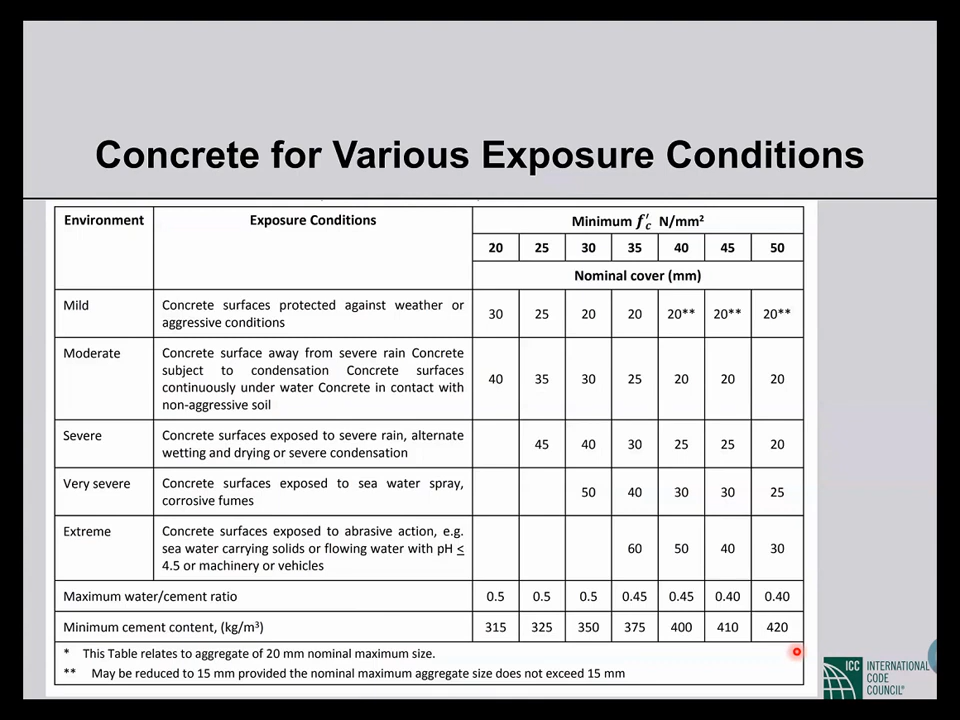 Concrete for Various Exposure Conditions
Environment Exposure Conditions Minimum f′c N/mm²
20 25 30 35 40 45 50
Nominal cover (mm)
Mild Concrete surfaces protected against weather or
aggressive conditions 30 25 20 20 20** 20** 20**
Moderate Concrete surface away from severe rain Concrete
subject to condensation Concrete surfaces
continuously under water Concrete in contact with
non-aggressive soil 40 35 30 25 20 20 20
Severe Concrete surfaces exposed to severe rain, alternate
wetting and drying or severe condensation 45 40 30 25 25 20
Very severe Concrete surfaces exposed to sea water spray,
corrosive fumes 50 40 30 30 25
Extreme Concrete surfaces exposed to abrasive action, e.g.
sea water carrying solids or flowing water with pH ≤
4.5 or machinery or vehicles 60 50 40 30
Maximum water/cement ratio 0.5 0.5 0.5 0.45 0.45 0.40 0.40
Minimum cement content, (kg/m³) 315 325 350 375 400 410 420
* This Table relates to aggregate of 20 mm nominal maximum size.
** May be reduced to 15 mm provided the nominal maximum aggregate size does not exceed 15 mm
ICC INTERNATIONAL
CODE
COUNCIL®